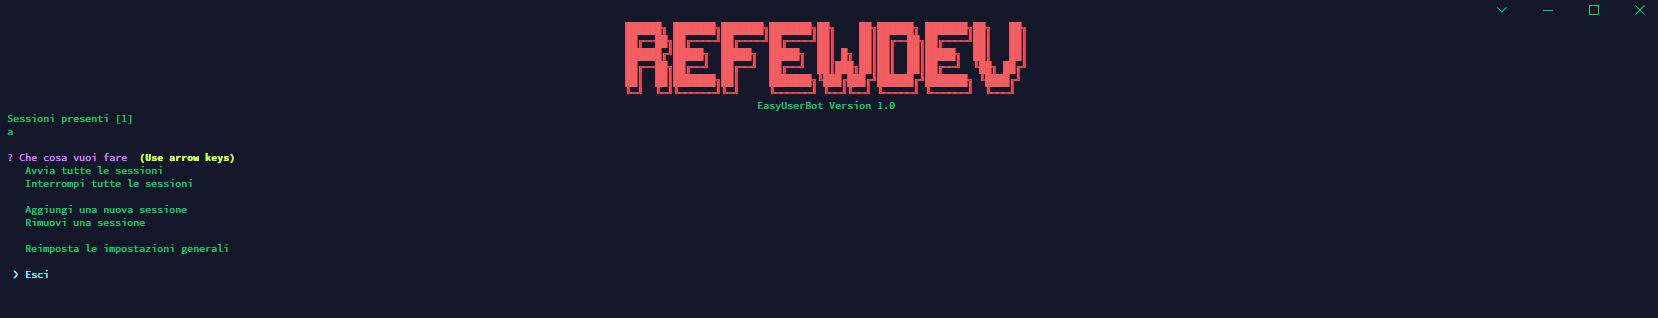 REFEWDEV
EasyUserBot Version 1.0
Sessioni presenti [1]
a
? Che cosa vuoi fare (Use arrow keys)
Avvia tutte le sessioni
Interrompi tutte le sessioni
Aggiungi una nuova sessione
Rimuovi una sessione
Reimposta le impostazioni generali
❯ Esci